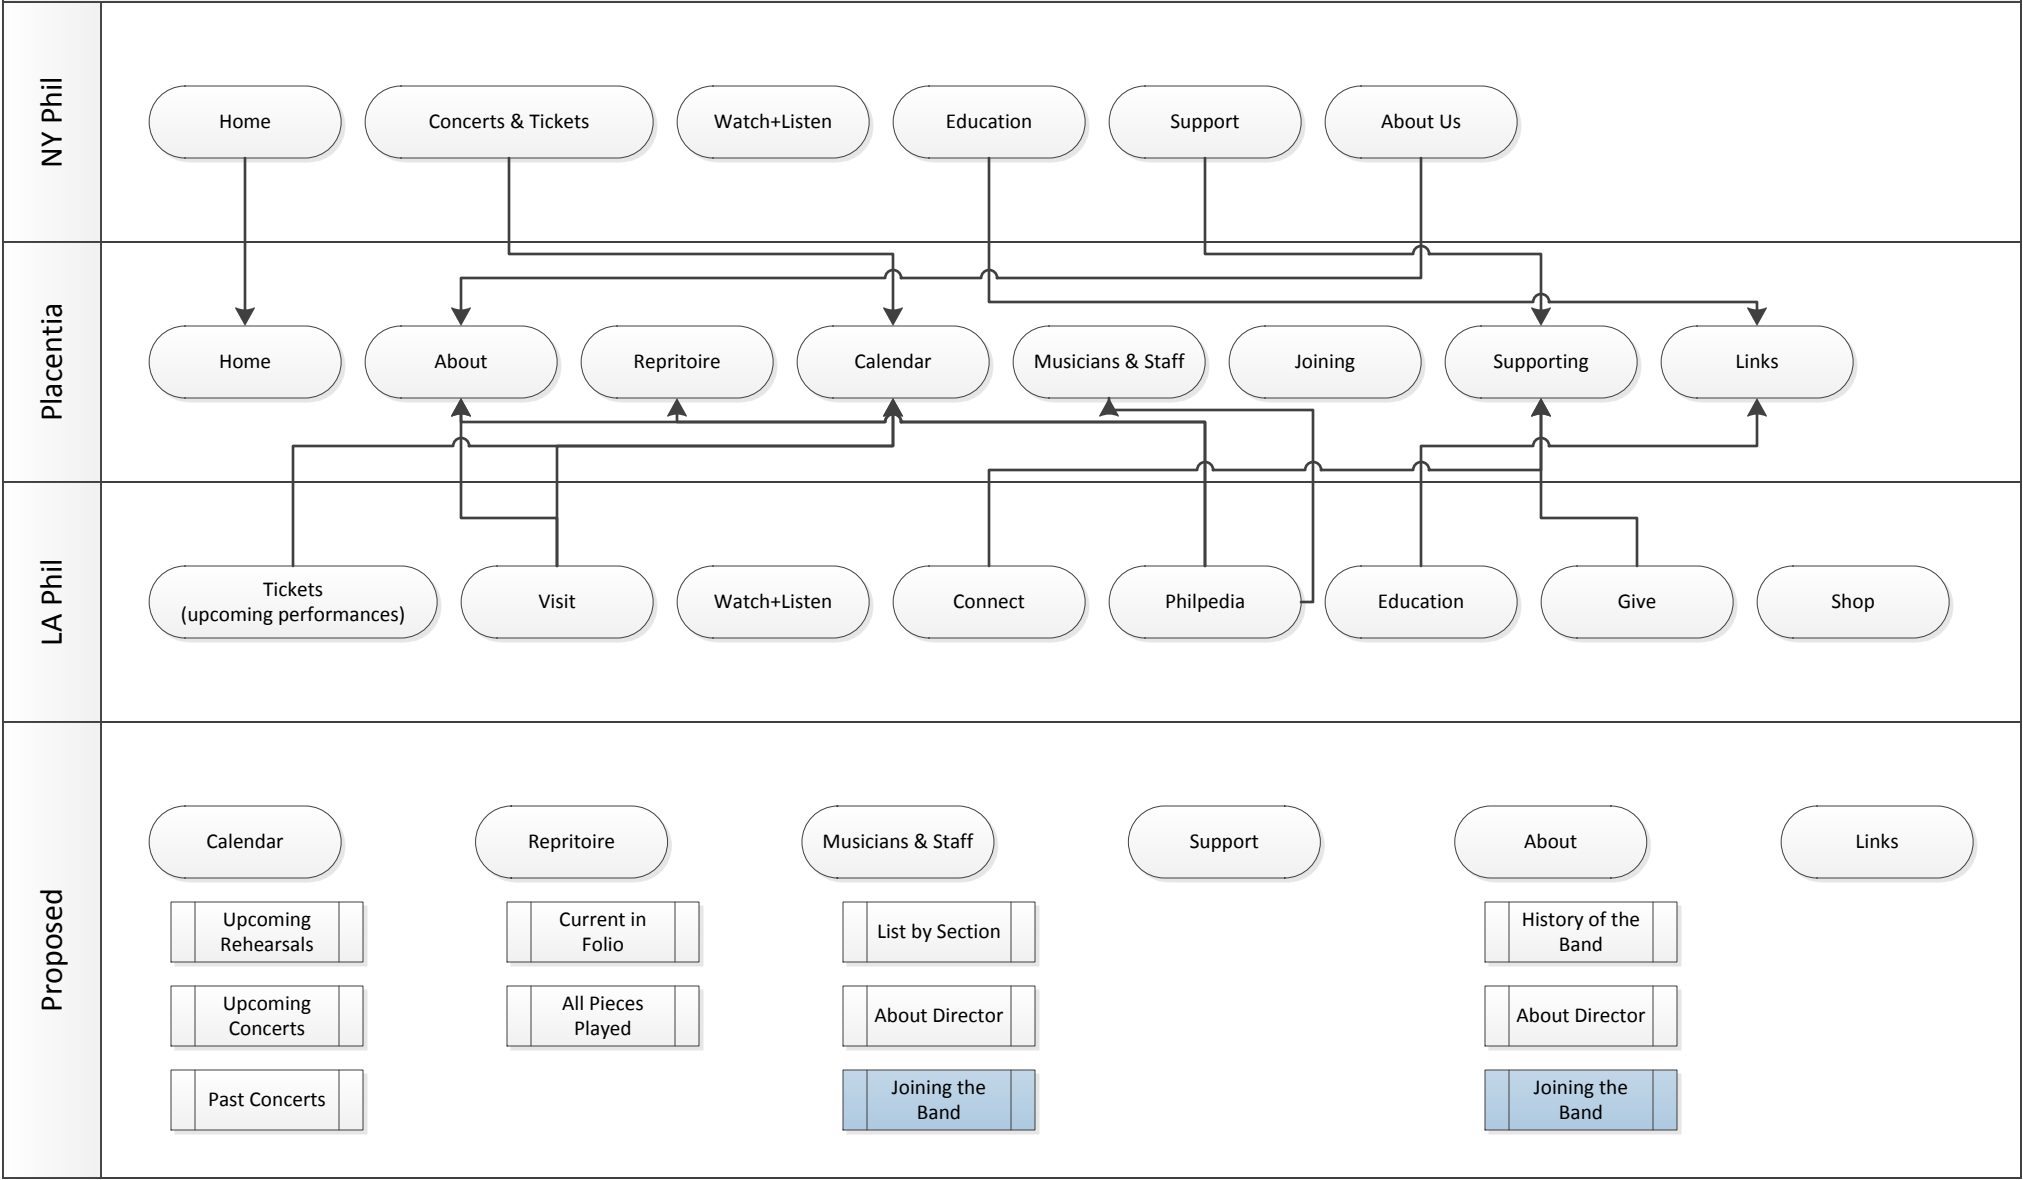 NY Phil
Home
Concerts & Tickets
Watch+Listen
Education
Support
About Us
Placentia
Home
About
Repritoire
Calendar
Musicians & Staff
Joining
Supporting
Links
LA Phil
Tickets
(upcoming performances)
Visit
Watch+Listen
Connect
Philpedia
Education
Give
Shop
Proposed
Calendar
Repritoire
Musicians & Staff
Support
About
Links
Upcoming
Rehearsals
Current in
Folio
List by Section
History of the
Band
Upcoming
Concerts
All Pieces
Played
About Director
About Director
Past Concerts
Joining the
Band
Joining the
Band